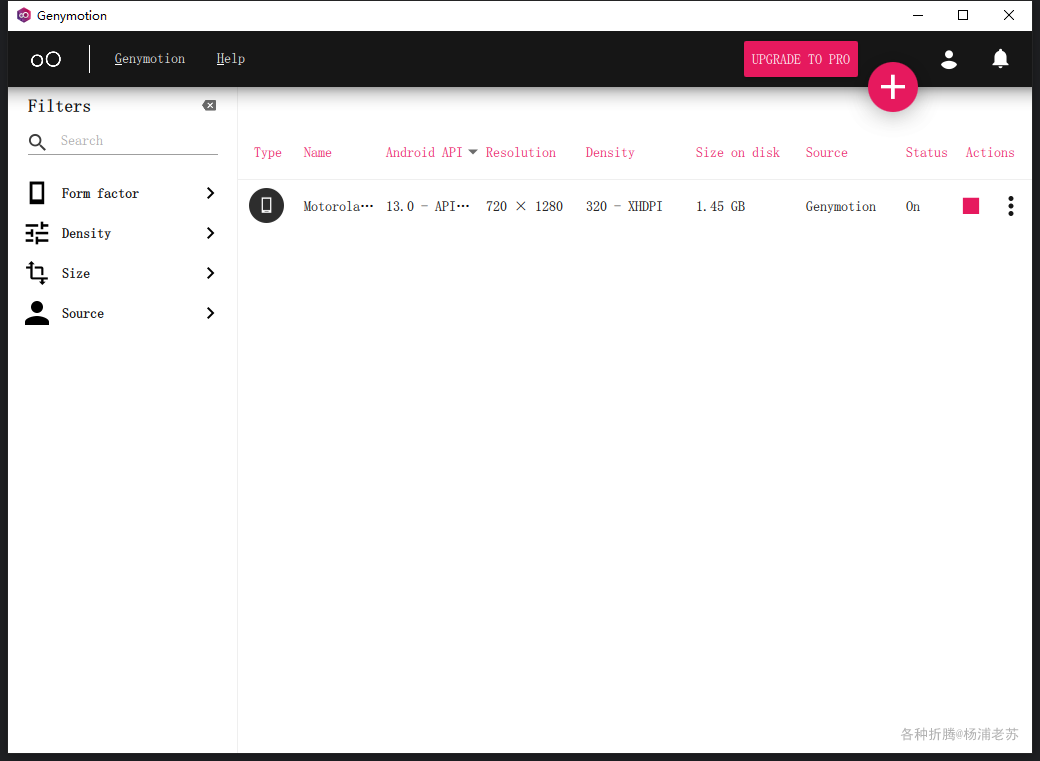 Genymotion
Genymotion Help UPGRADE TO PRO
Filters
Search
Type Name Android API Resolution Density Size on disk Source Status Actions
Form factor
Motorola… 13.0 - API… 720 × 1280 320 - XHDPI 1.45 GB Genymotion On
Density
Size
Source
各种折腾@杨浦老苏